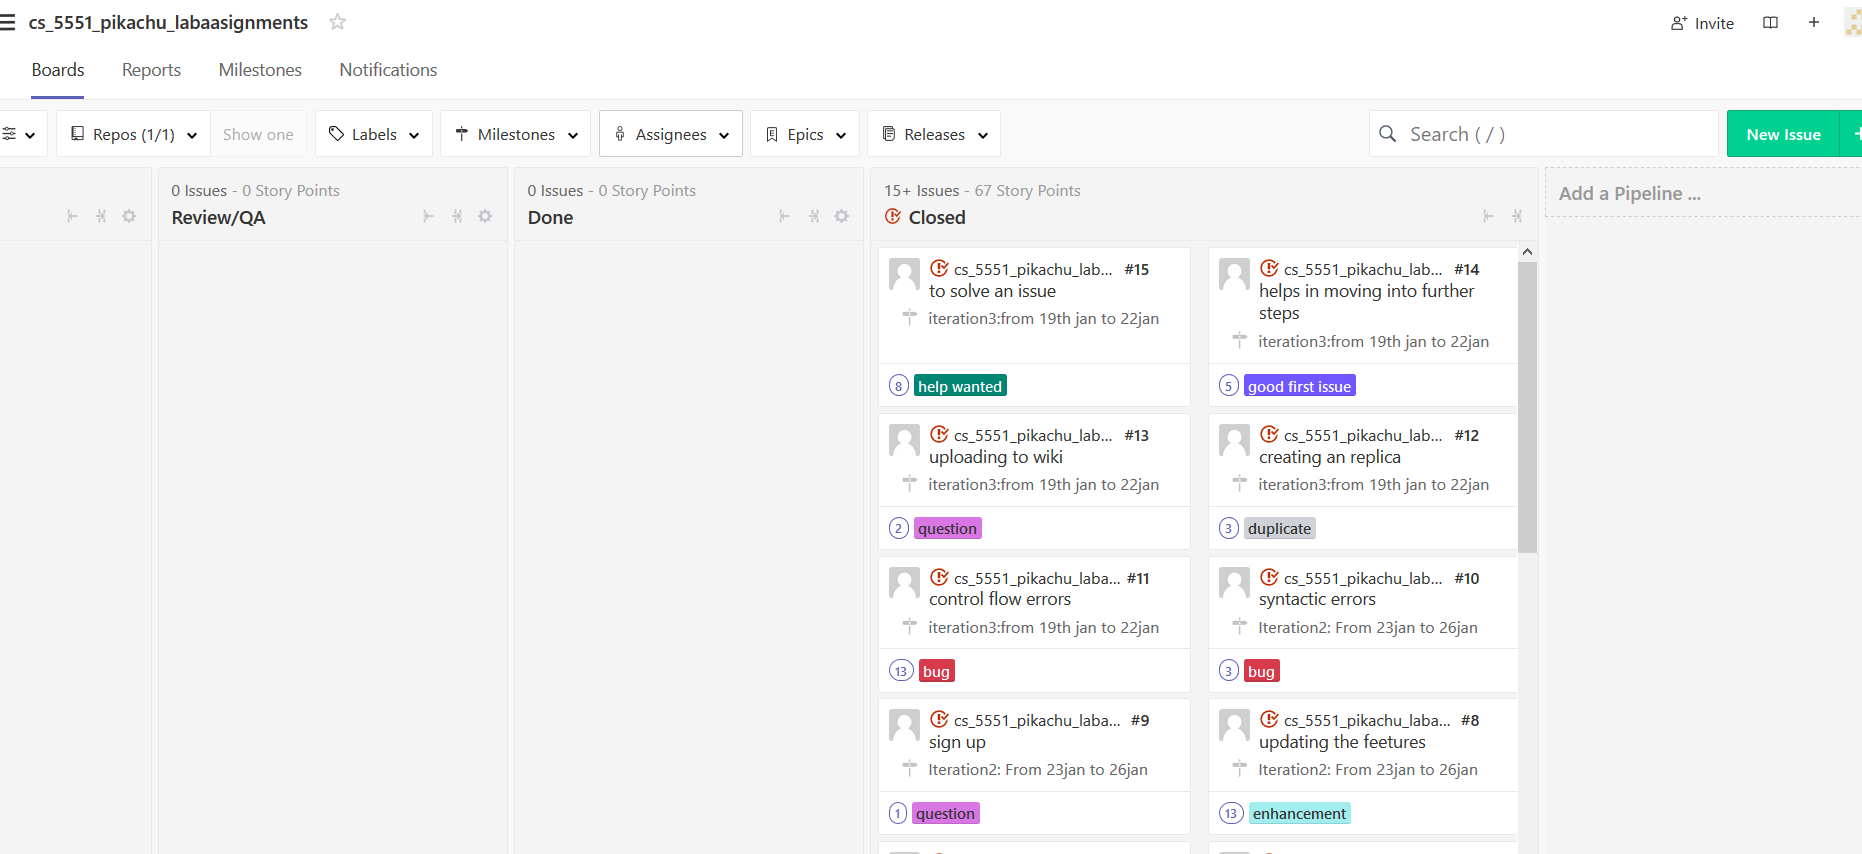 cs_5551_pikachu_labaasignments
Invite
Boards Reports Milestones Notifications
Repos (1/1) Show one Labels Milestones Assignees Epics Releases Search ( / ) New Issue
0 Issues - 0 Story Points
Review/QA
0 Issues - 0 Story Points
Done
15+ Issues - 67 Story Points
Closed
Add a Pipeline ...
cs_5551_pikachu_lab... #15
to solve an issue
iteration3:from 19th jan to 22jan
8 help wanted
cs_5551_pikachu_lab... #14
helps in moving into further
steps
iteration3:from 19th jan to 22jan
5 good first issue
cs_5551_pikachu_lab... #13
uploading to wiki
iteration3:from 19th jan to 22jan
2 question
cs_5551_pikachu_lab... #12
creating an replica
iteration3:from 19th jan to 22jan
3 duplicate
cs_5551_pikachu_laba... #11
control flow errors
iteration3:from 19th jan to 22jan
13 bug
cs_5551_pikachu_lab... #10
syntactic errors
Iteration2: From 23jan to 26jan
3 bug
cs_5551_pikachu_laba... #9
sign up
Iteration2: From 23jan to 26jan
1 question
cs_5551_pikachu_laba... #8
updating the feetures
Iteration2: From 23jan to 26jan
13 enhancement